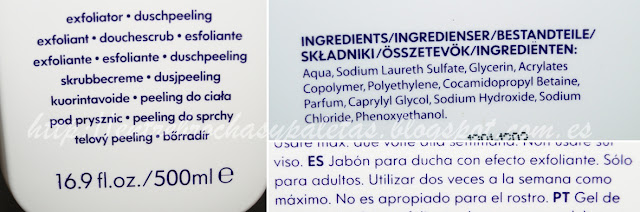 exfoliator • duschpeeling
exfoliant • douchescrub • esfoliante
exfoliante • esfoliante • duschpeeling
skrubbecreme • dusjpeeling
kuorintavoide • peeling do ciała
pod prysznic • peeling do sprchy
telový peeling • bőrradír
16.9 fl.oz./500ml e
INGREDIENTS/INGREDIENSER/BESTANDTEILE/
SKŁADNIKI/ÖSSZETEVŐK/INGREDIENTEN:
Aqua, Sodium Laureth Sulfate, Glycerin, Acrylates
Copolymer, Polyethylene, Cocamidopropyl Betaine,
Parfum, Caprylyl Glycol, Sodium Hydroxide, Sodium
Chloride, Phenoxyethanol.
viso. ES Jabón para ducha con efecto exfoliante. Sólo
para adultos. Utilizar dos veces a la semana como
máximo. No es apropiado para el rostro. PT Gel de